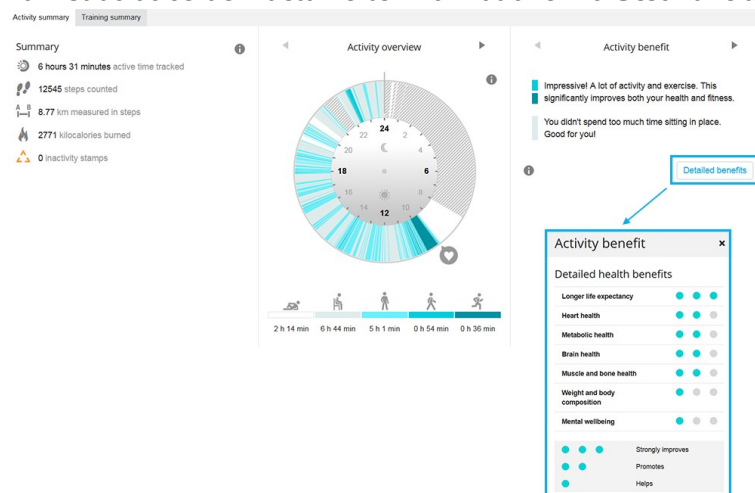 Activity summary
Training summary
Summary
6 hours 31 minutes active time tracked
12545 steps counted
A B
8.77 km measured in steps
2771 kilocalories burned
0 inactivity stamps
Activity overview
24
22
2
4
18
6
16
8
14
10
12
2 h 14 min
6 h 44 min
5 h 1 min
0 h 54 min
0 h 36 min
Activity benefit
Impressive! A lot of activity and exercise. This
significantly improves both your health and fitness.
You didn't spend too much time sitting in place.
Good for you!
Detailed benefits
Activity benefit
×
Detailed health benefits
Longer life expectancy
Heart health
Metabolic health
Brain health
Muscle and bone health
Weight and body
composition
Mental wellbeing
Strongly improves
Promotes
Helps